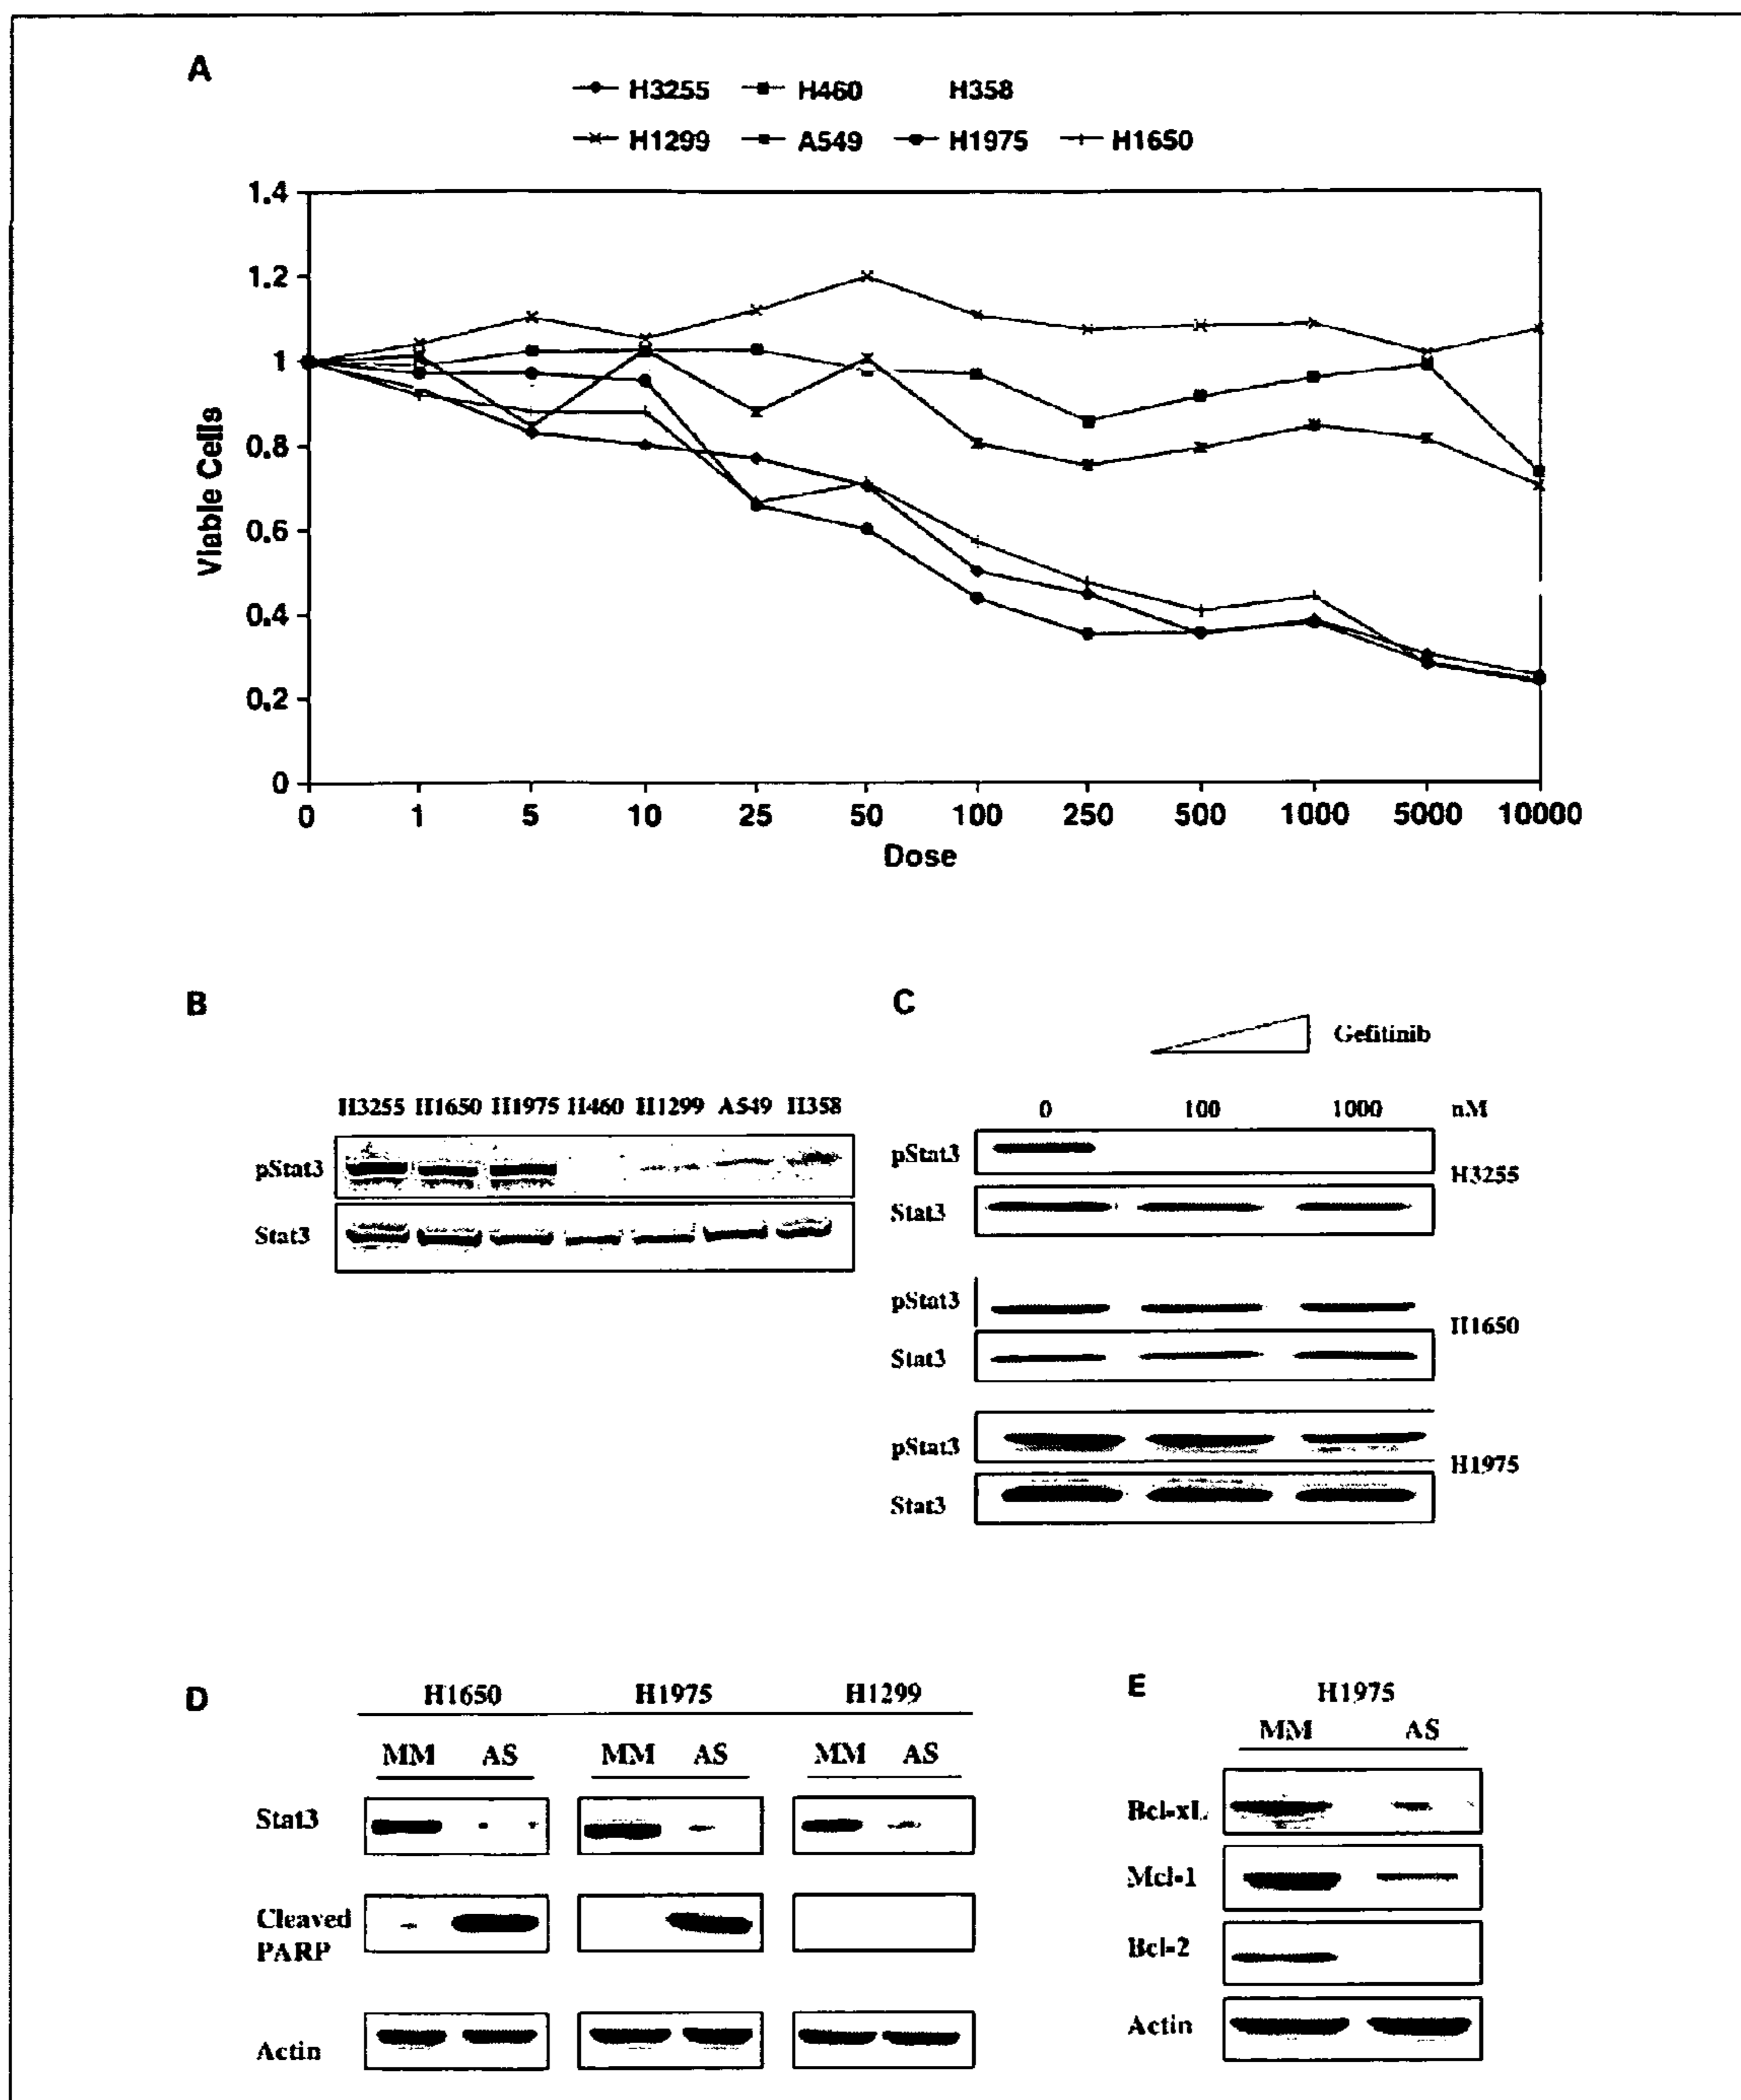 A
H3255 H460 H358
H1299 A549 H1975 H1650
1.4
1.2
1
0.8
0.6
0.4
0.2
0
Viable Cells
0 1 5 10 25 50 100 250 500 1000 5000 10000
Dose
B
H3255 H1650 H1975 H460 H1299 A549 H358
pStat3
Stat3
C
Gefitinib
0 100 1000 nM
pStat3
H3255
Stat3
pStat3
H1650
Stat3
pStat3
H1975
Stat3
D
H1650 H1975 H1299
MM AS MM AS MM AS
Stat3
Cleaved
PARP
Actin
E
H1975
MM AS
Bcl-xL
Mcl-1
Bcl-2
Actin